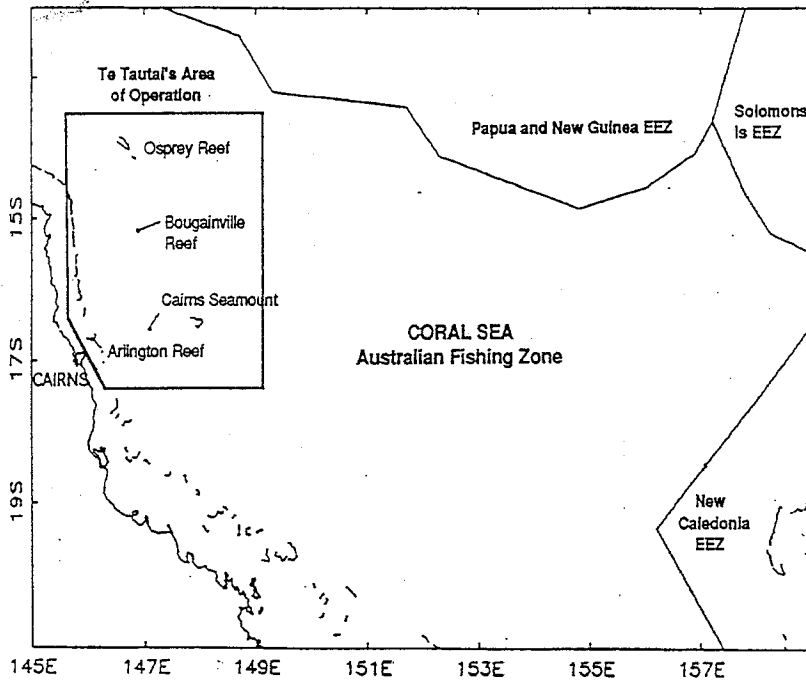 Te Tautai's Area
of Operation
Osprey Reef
Bougainville
Reef
Cairns Seamount
Arlington Reef
CAIRNS
Papua and New Guinea EEZ
Solomons
Is EEZ
CORAL SEA
Australian Fishing Zone
New
Caledonia
EEZ
15S
17S
19S
145E
147E
149E
151E
153E
155E
157E